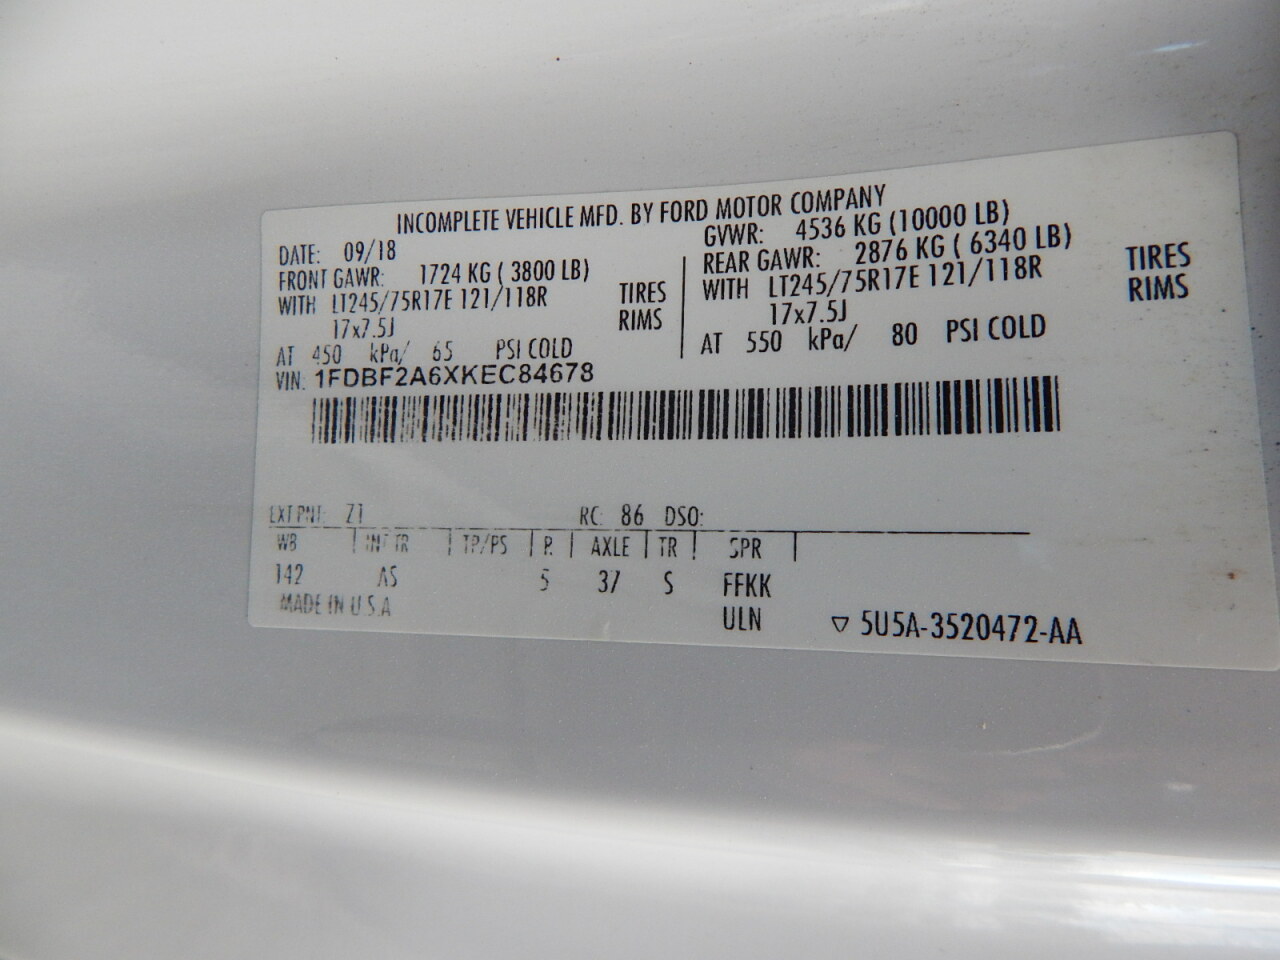 INCOMPLETE VEHICLE MFD. BY FORD MOTOR COMPANY
DATE: 09/18 GVWR: 4536 KG (10000 LB)
FRONT GAWR: 1724 KG ( 3800 LB) REAR GAWR: 2876 KG ( 6340 LB)
WITH LT245/75R17E 121/118R TIRES WITH LT245/75R17E 121/118R TIRES
17x7.5J RIMS 17x7.5J RIMS
AT 450 kPa/ 65 PSI COLD AT 550 kPa/ 80 PSI COLD
VIN: 1FDBF2A6XKEC84678
EXT PNT: Z1 RC: 86 DSO:
WB INT TR TP/PS R AXLE TR SPR
142 AS 5 37 S FFKK
MADE IN U.S.A ULN ▽ 5U5A-3520472-AA